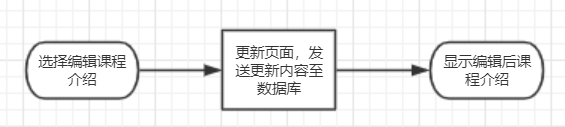 选择编辑课程
介绍
更新页面，发
送更新内容至
数据库
显示编辑后课
程介绍